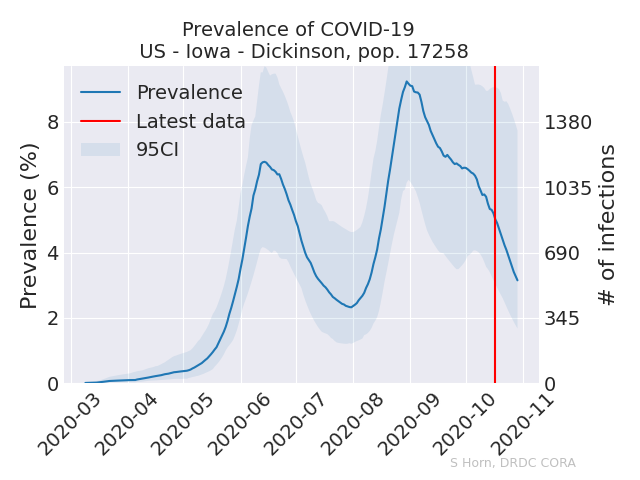 Prevalence of COVID-19
US - Iowa - Dickinson, pop. 17258
Prevalence
Latest data
95CI
Prevalence (%)
8
6
4
2
0
1380
1035
690
345
0
# of infections
2020-03
2020-04
2020-05
2020-06
2020-07
2020-08
2020-09
2020-10
2020-11
S Horn, DRDC CORA